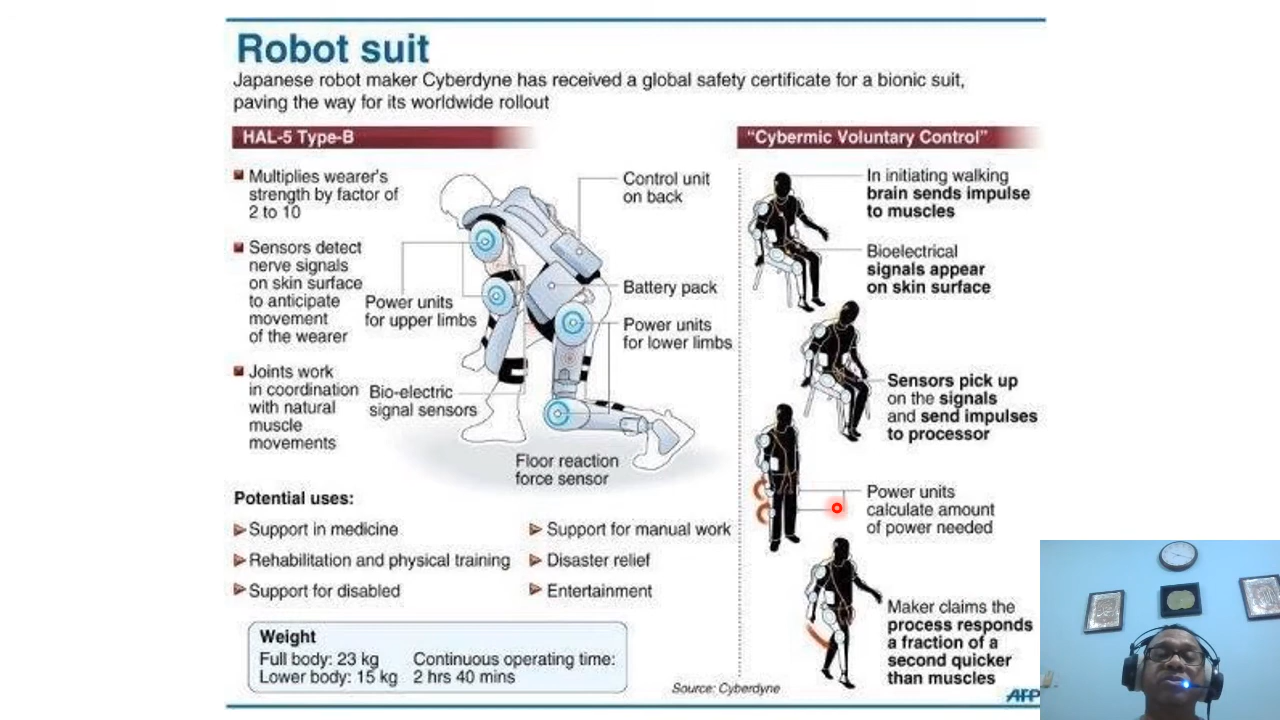 Robot suit
Japanese robot maker Cyberdyne has received a global safety certificate for a bionic suit,
paving the way for its worldwide rollout
HAL-5 Type-B
Multiplies wearer's
strength by factor of
2 to 10
Sensors detect
nerve signals
on skin surface
to anticipate
movement
of the wearer
Joints work
in coordination
with natural
muscle
movements
Power units
for upper limbs
Bio-electric
signal sensors
Control unit
on back
Battery pack
Power units
for lower limbs
Floor reaction
force sensor
Potential uses:
Support in medicine
Rehabilitation and physical training
Support for disabled
Support for manual work
Disaster relief
Entertainment
Weight
Full body: 23 kg
Lower body: 15 kg
Continuous operating time:
2 hrs 40 mins
"Cybermic Voluntary Control"
In initiating walking
brain sends impulse
to muscles
Bioelectrical
signals appear
on skin surface
Sensors pick up
on the signals
and send impulses
to processor
Power units
calculate amount
of power needed
Maker claims the
process responds
a fraction of a
second quicker
than muscles
Source: Cyberdyne
AFP